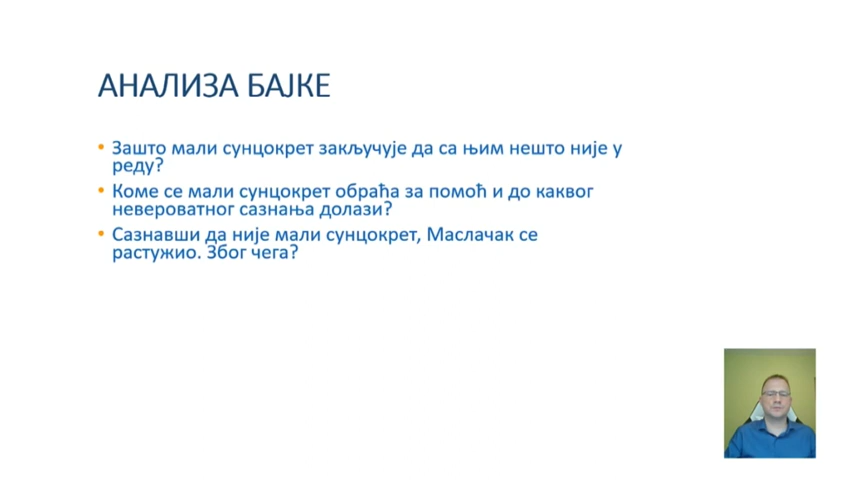 АНАЛИЗА БАЈКЕ
• Зашто мали сунцокрет закључује да са њим нешто није у
реду?
• Коме се мали сунцокрет обраћа за помоћ и до каквог
невероватног сазнања долази?
• Сазнавши да није мали сунцокрет, Маслачак се
растужио. Због чега?